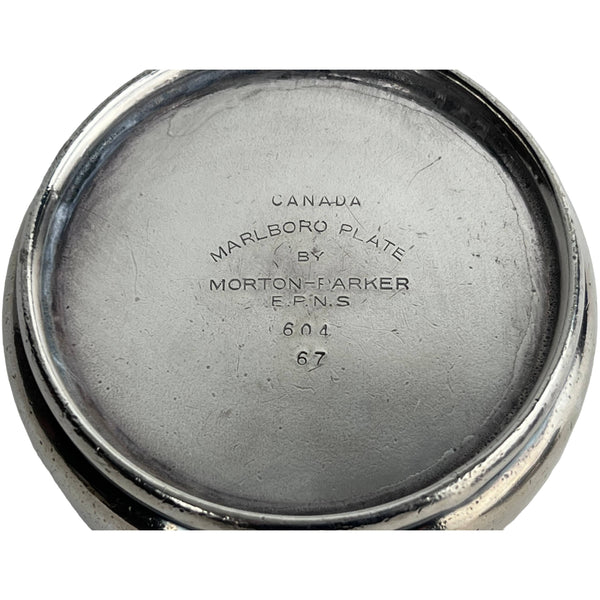 CANADA
MARLBORO PLATE
BY
MORTON-PARKER
E.P.N.S
604
67